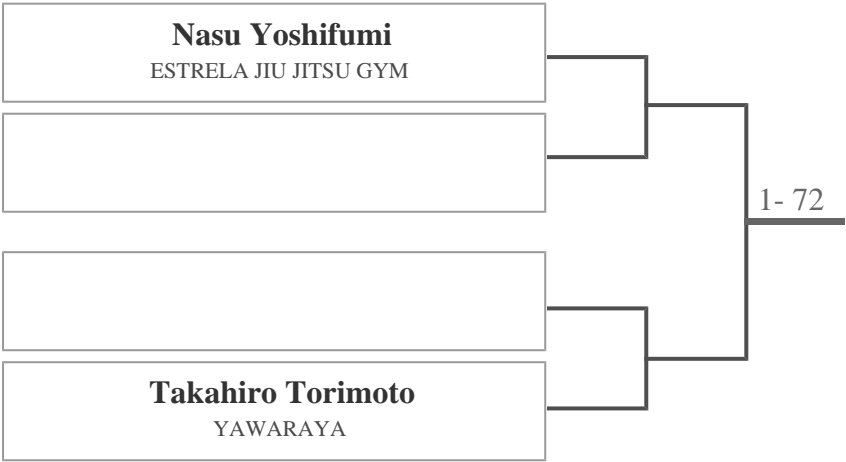 Nasu Yoshifumi
ESTRELA JIU JITSU GYM
1- 72
Takahiro Torimoto
YAWARAYA